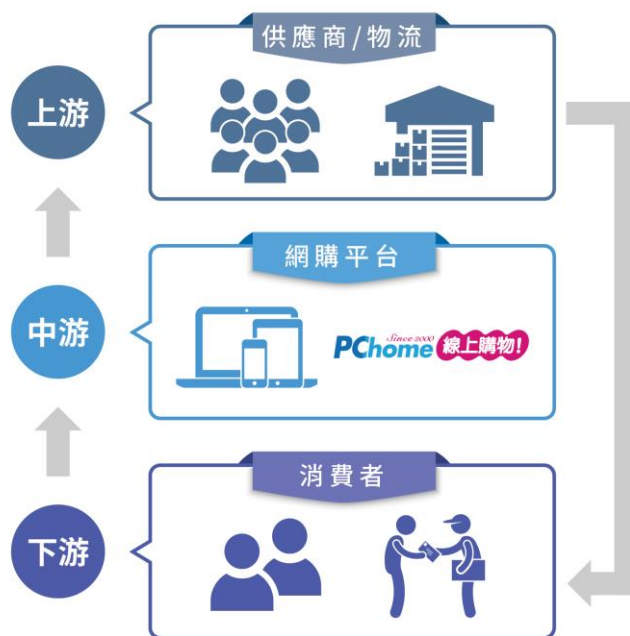 供應商/物流
上游
網購平台
中游
Since 2000
PChome 線上購物!
消費者
下游